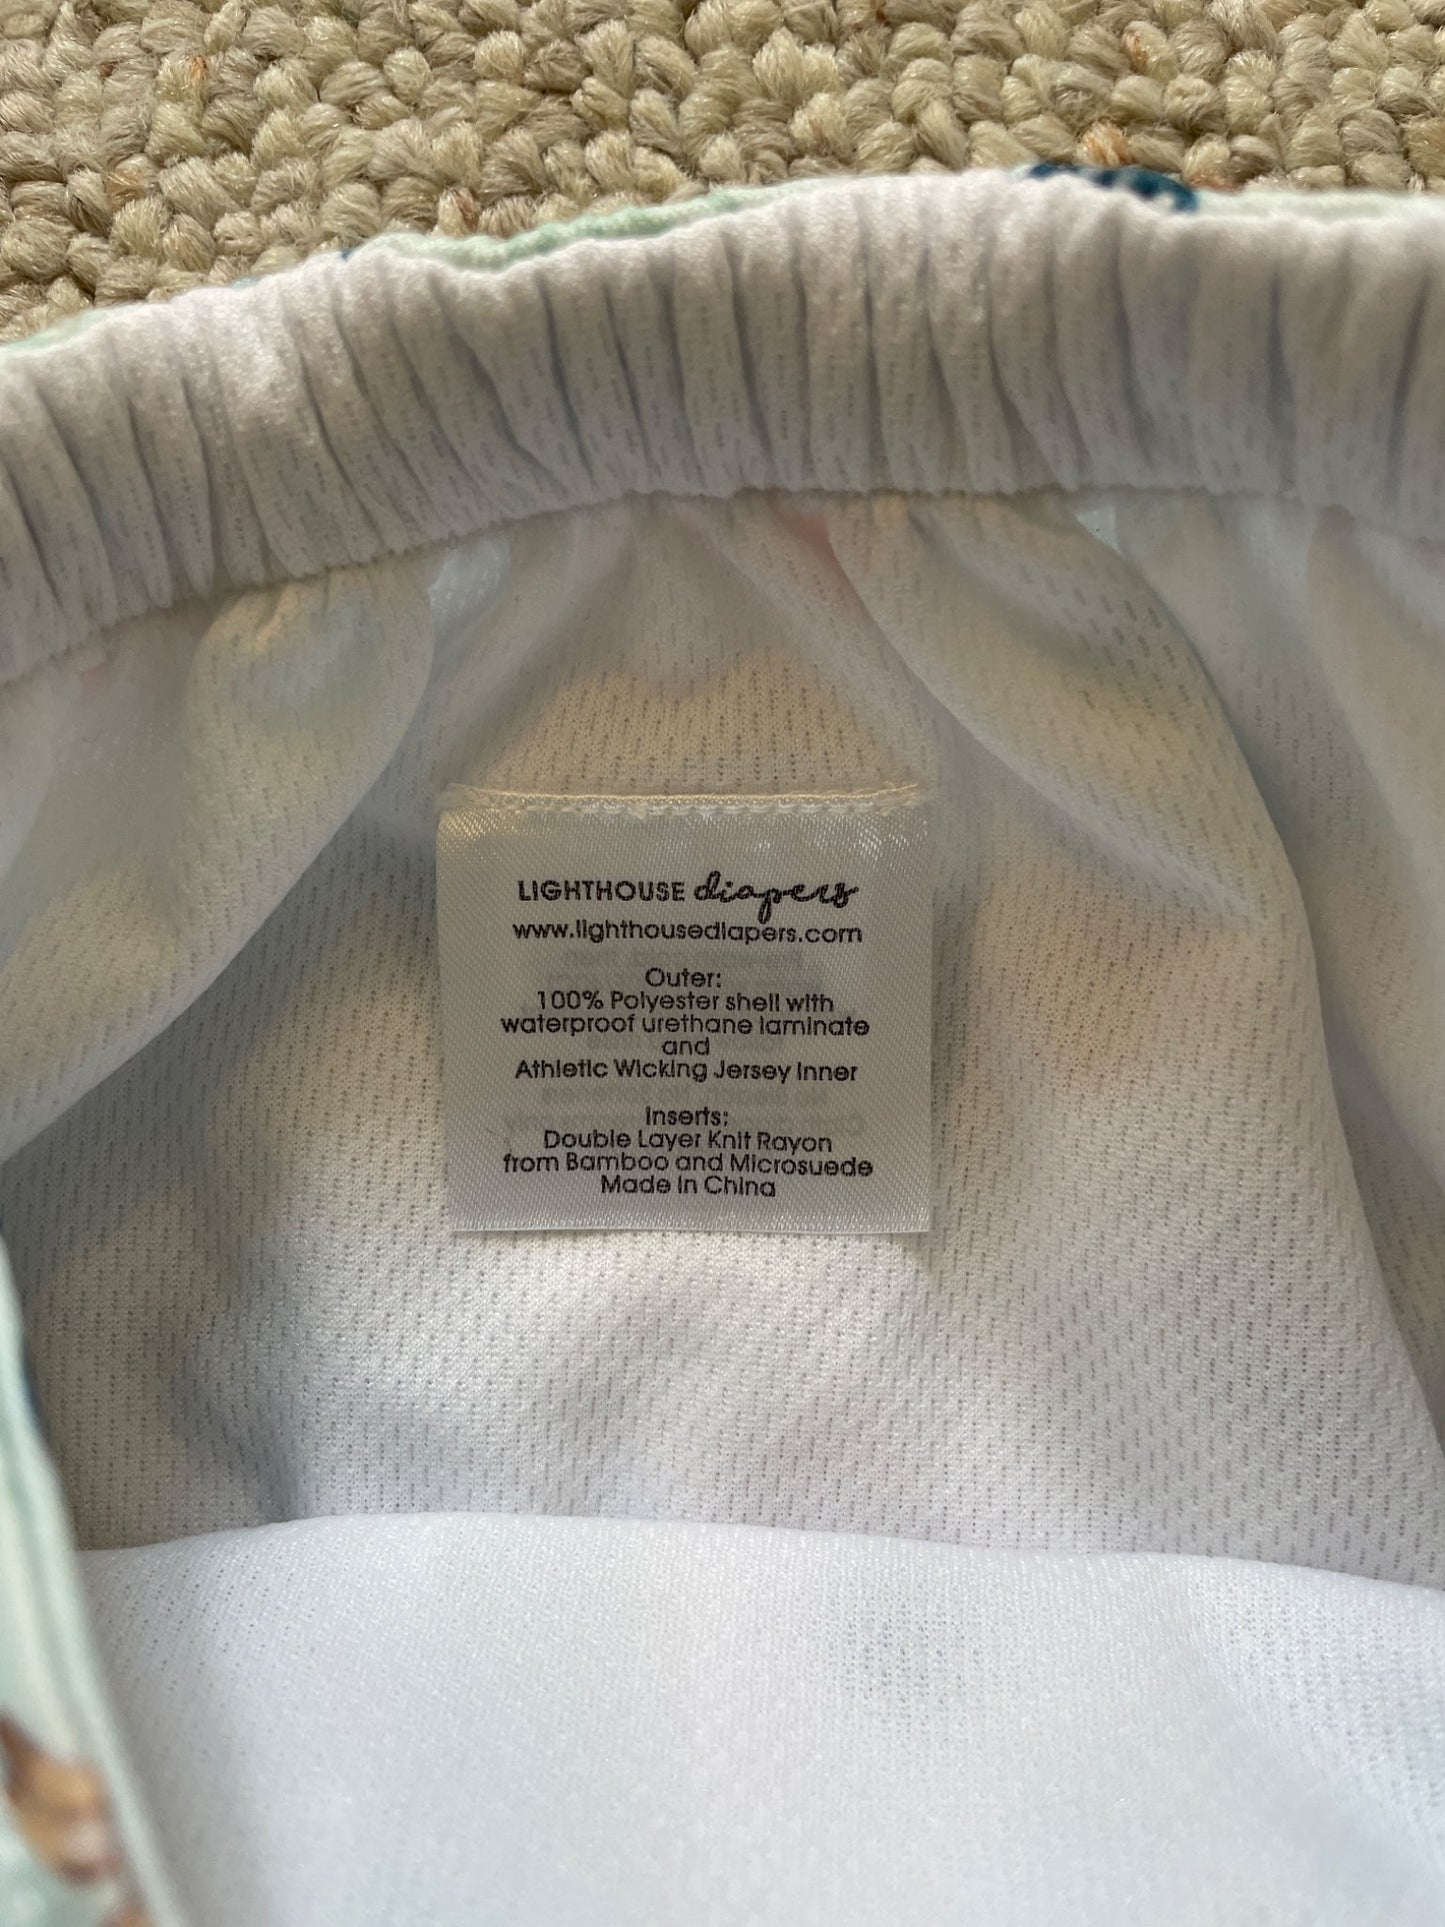 LIGHTHOUSE diapers
www.lighthousediapers.com
Outer:
100% Polyester shell with
waterproof urethane laminate
and
Athletic Wicking Jersey Inner
Inserts:
Double Layer Knit Rayon
from Bamboo and Microsuede
Made in China